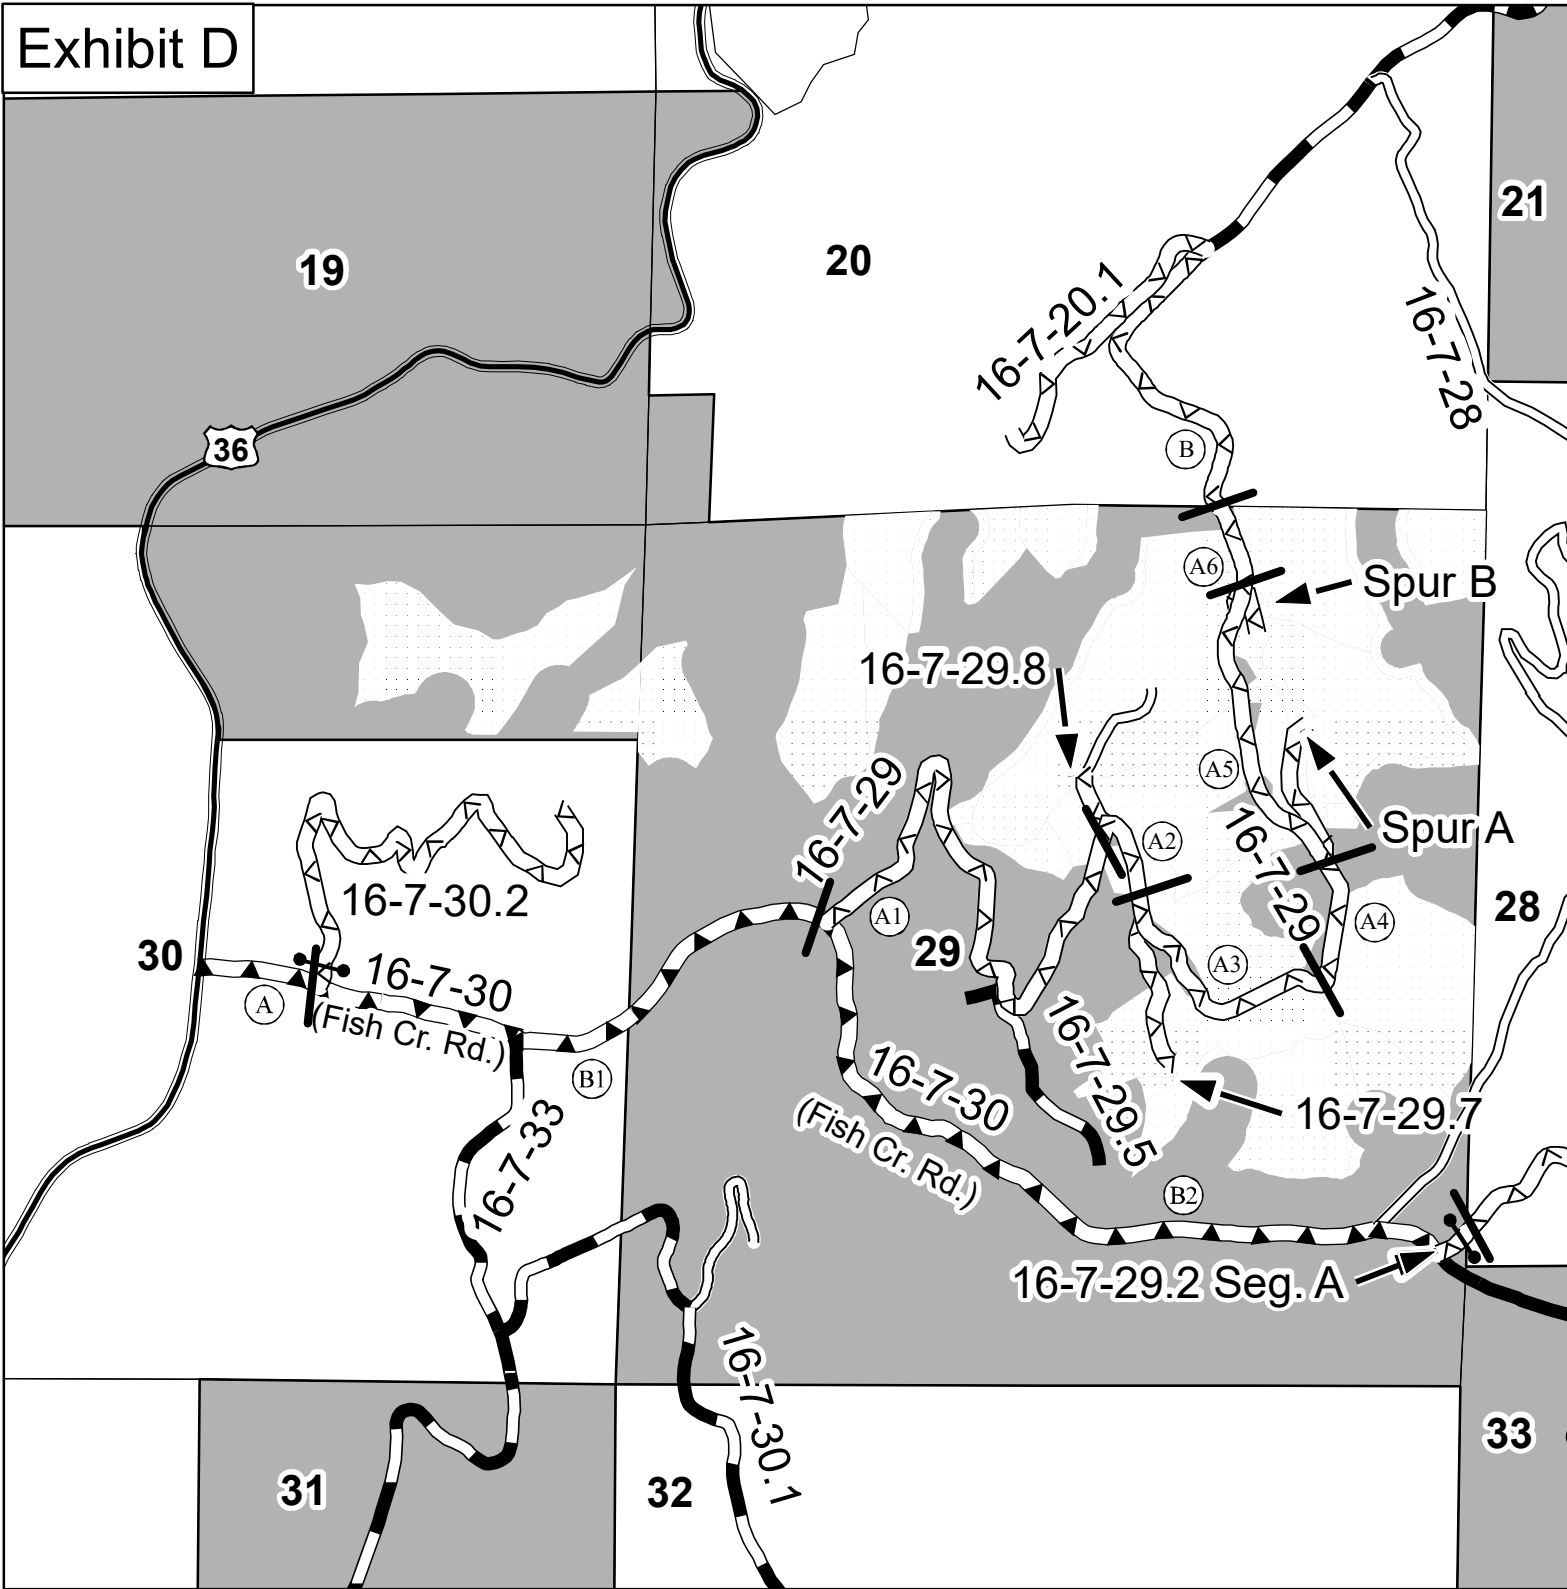 Exhibit D
21
19
20
16-7-20.1
16-7-28
36
B
A6
Spur B
16-7-29.8
A5
16-7-29
Spur A
A2
16-7-29
16-7-30.2
A1
28
A4
30
29
A3
16-7-30
A
(Fish Cr. Rd.)
16-7-29.5
B1
16-7-30
(Fish Cr. Rd.)
16-7-29.7
16-7-33
B2
16-7-29.2 Seg. A
16-7-30.1
33
31
32